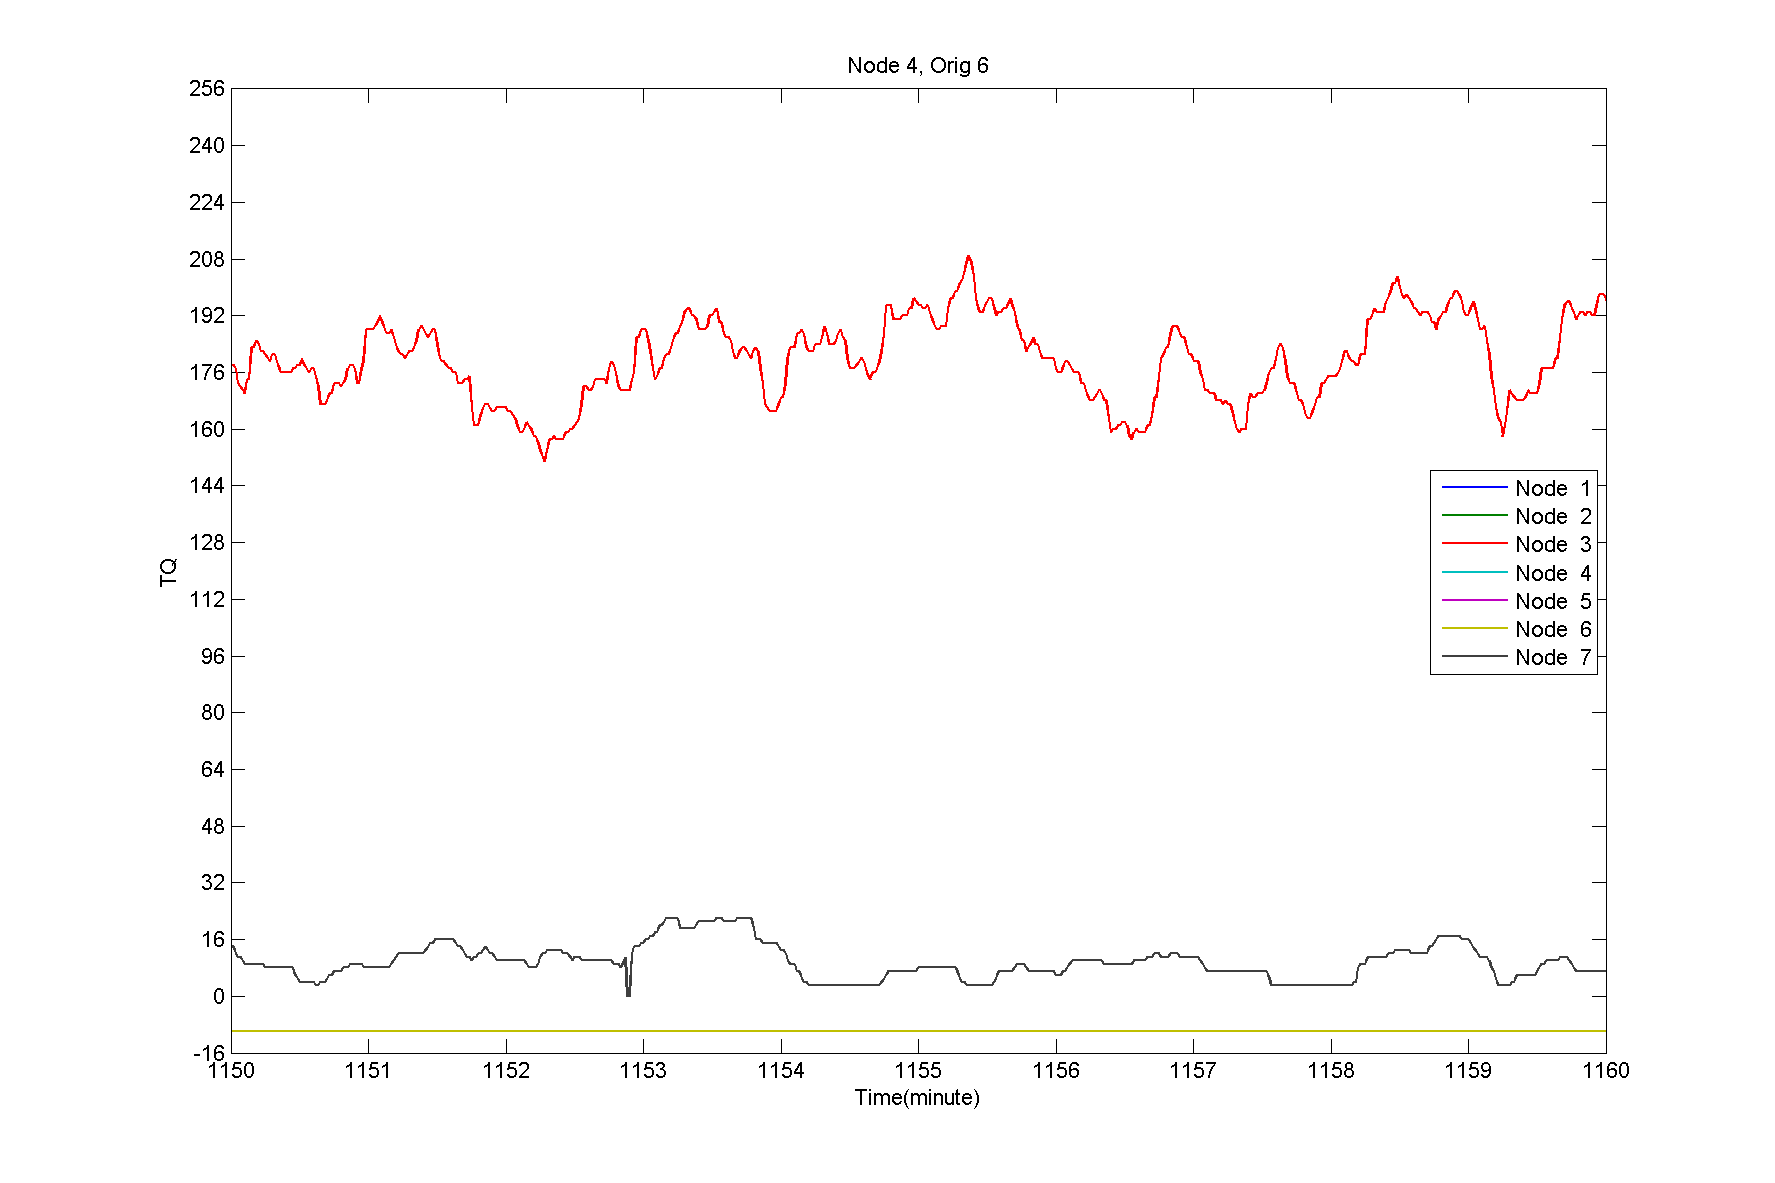 Node 4, Orig 6
256
240
224
208
192
176
160
144
128
112
96
80
64
48
32
16
0
-16
TQ
Node 1
Node 2
Node 3
Node 4
Node 5
Node 6
Node 7
1150 1151 1152 1153 1154 1155 1156 1157 1158 1159 1160
Time(minute)